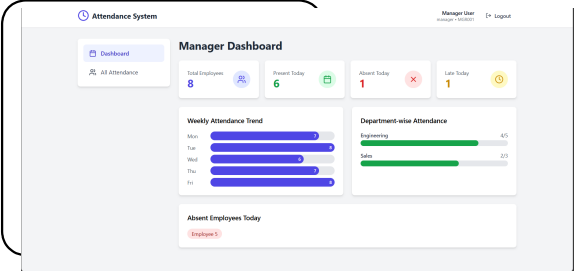 Attendance System
Manager User
manager • MGR001
Logout
Dashboard
All Attendance
Manager Dashboard
Total Employees
8
Present Today
6
Absent Today
1
Late Today
1
Weekly Attendance Trend
Mon 7
Tue 8
Wed 6
Thu 7
Fri 8
Department-wise Attendance
Engineering 4/5
Sales 2/3
Absent Employees Today
Employee 5